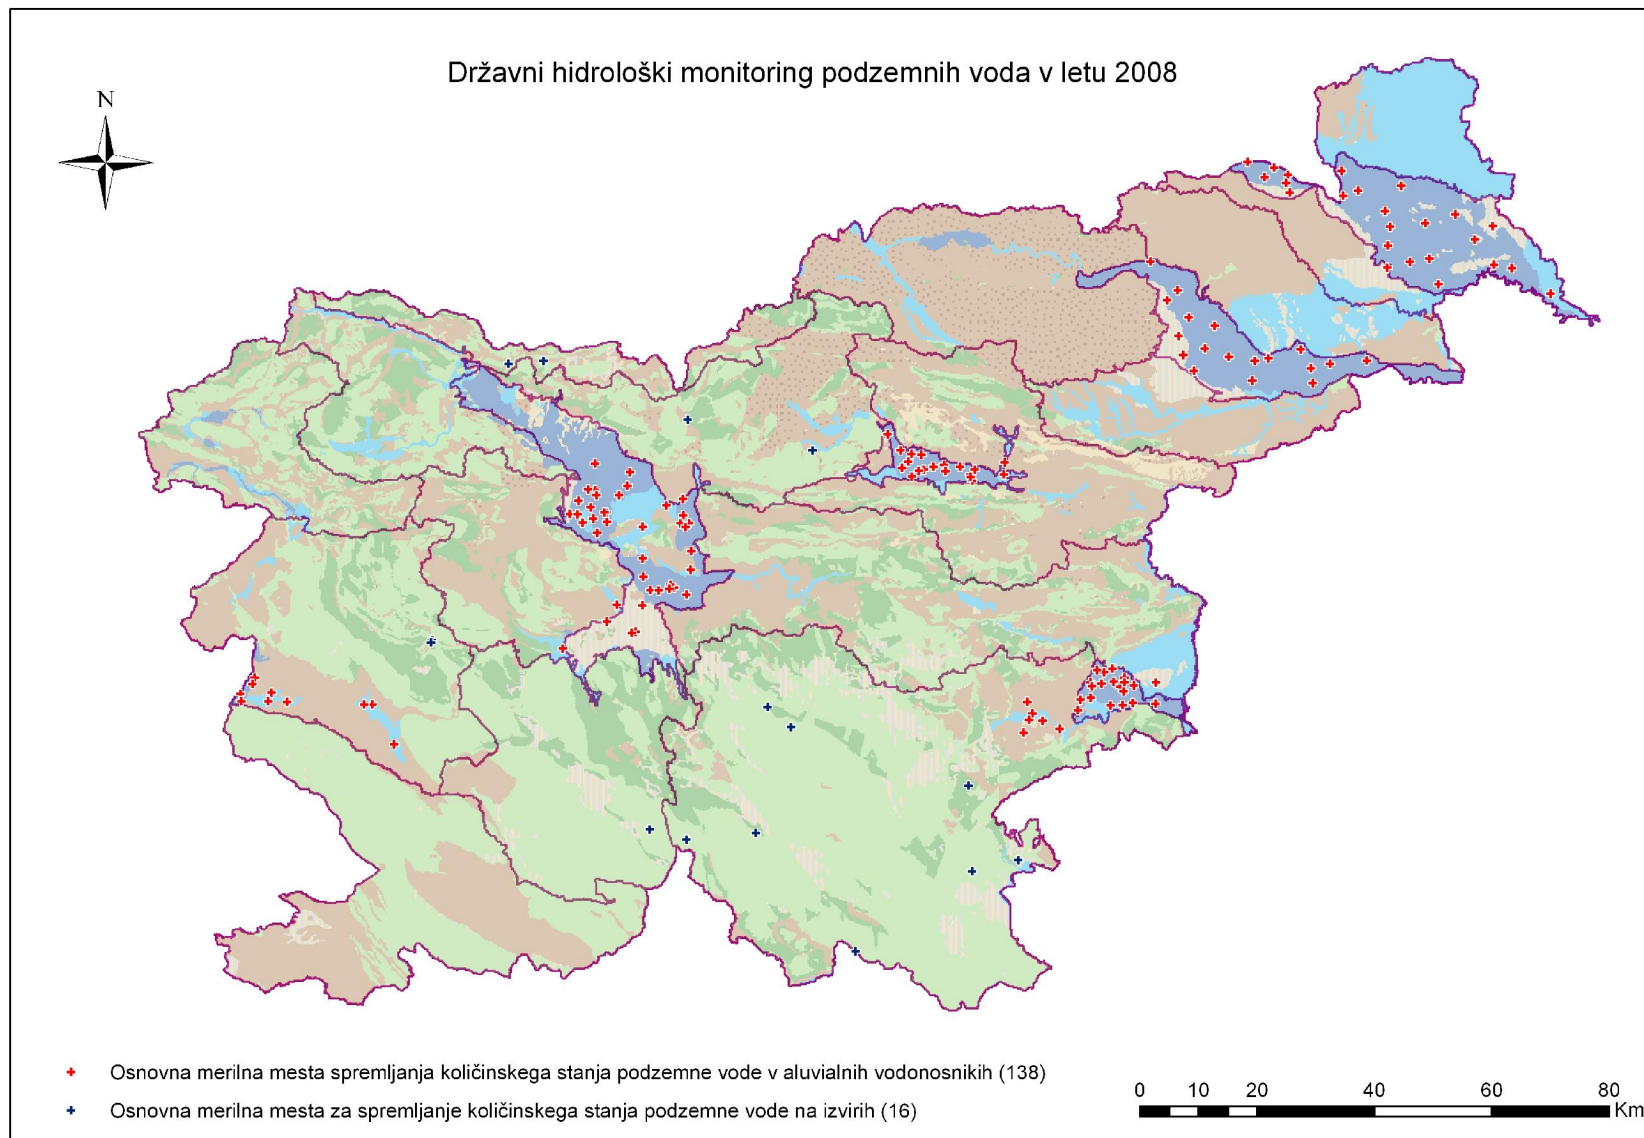 Državni hidrološki monitoring podzemnih voda v letu 2008
N
Osnovna merilna mesta spremljanja količinskega stanja podzemne vode v aluvialnih vodonosnikih (138)
Osnovna merilna mesta za spremljanje količinskega stanja podzemne vode na izvirih (16)
0 20 40 60 80
Km